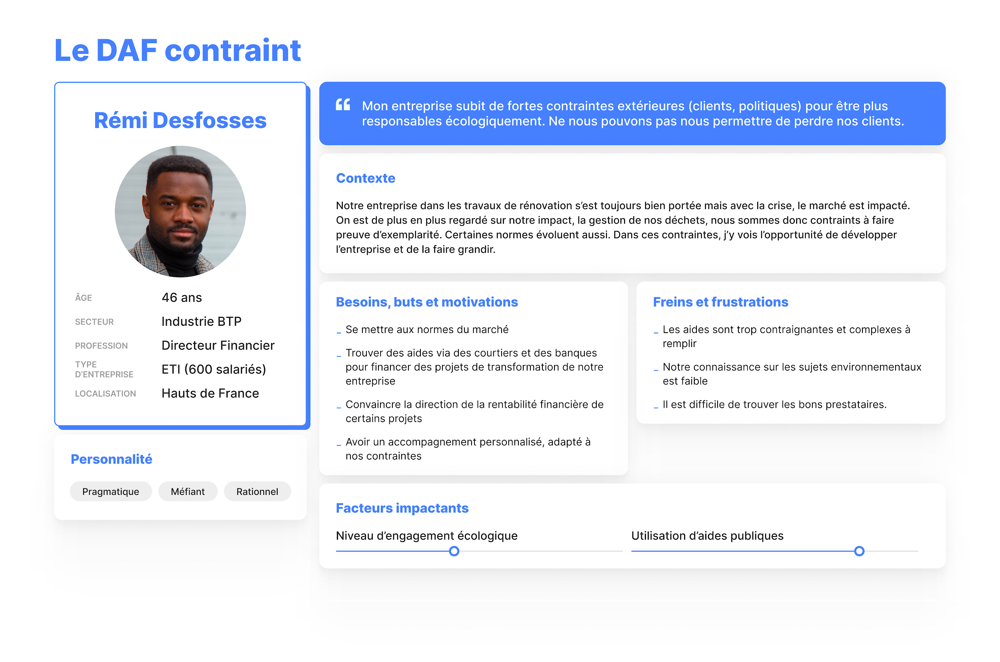 Le DAF contraint
Rémi Desfosses
ÂGE 46 ans
SECTEUR Industrie BTP
PROFESSION Directeur Financier
TYPE
D’ENTREPRISE ETI (600 salariés)
LOCALISATION Hauts de France
Personnalité
Pragmatique Méfiant Rationnel
“ Mon entreprise subit de fortes contraintes extérieures (clients, politiques) pour être plus
responsables écologiquement. Ne nous pouvons pas nous permettre de perdre nos clients.
Contexte
Notre entreprise dans les travaux de rénovation s’est toujours bien portée mais avec la crise, le marché est impacté.
On est de plus en plus regardé sur notre impact, la gestion de nos déchets, nous sommes donc contraints à faire
preuve d’exemplarité. Certaines normes évoluent aussi. Dans ces contraintes, j’y vois l’opportunité de développer
l’entreprise et de la faire grandir.
Besoins, buts et motivations
_ Se mettre aux normes du marché
_ Trouver des aides via des courtiers et des banques
pour financer des projets de transformation de notre
entreprise
_ Convaincre la direction de la rentabilité financière de
certains projets
_ Avoir un accompagnement personnalisé, adapté à
nos contraintes
Freins et frustrations
_ Les aides sont trop contraignantes et complexes à
remplir
_ Notre connaissance sur les sujets environnementaux
est faible
_ Il est difficile de trouver les bons prestataires.
Facteurs impactants
Niveau d’engagement écologique
Utilisation d’aides publiques